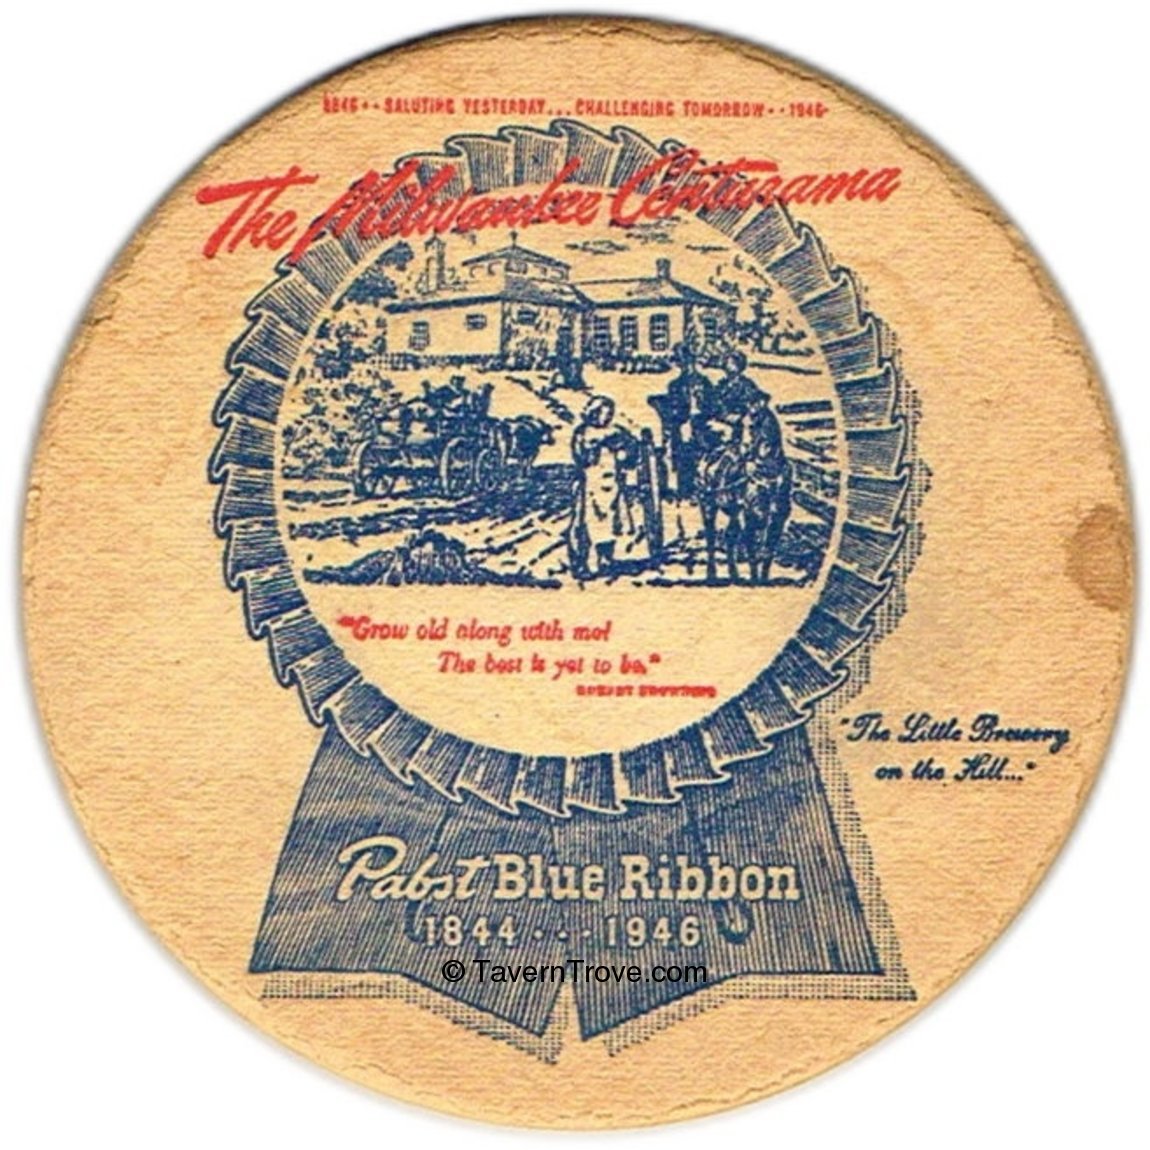 1846 • • SALUTING YESTERDAY... CHALLENGING TOMORROW • • 1946
The Milwaukee Centurama
"Grow old along with me!
The best is yet to be."
ROBERT BROWNING
"The Little Brewery
on the Hill..."
Pabst Blue Ribbon
1844 • • • 1946
© TavernTrove.com